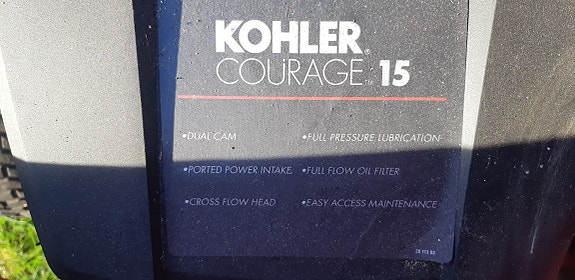 KOHLER®
COURAGE™ 15
•DUAL CAM •FULL PRESSURE LUBRICATION
•PORTED POWER INTAKE •FULL FLOW OIL FILTER
•CROSS FLOW HEAD •EASY ACCESS MAINTENANCE